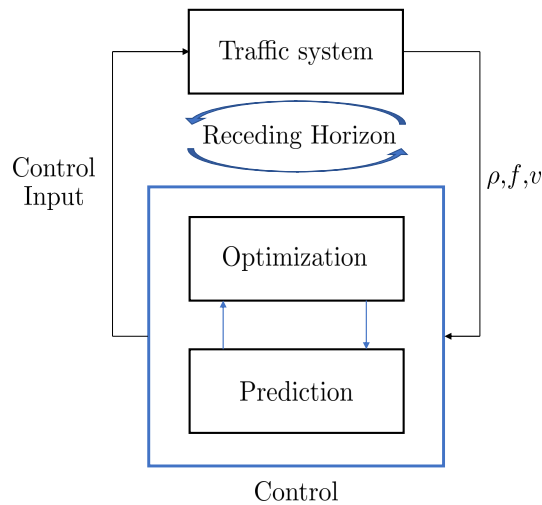 Traffic system
Receding Horizon
Control
Input
ρ,f,v
Optimization
Prediction
Control